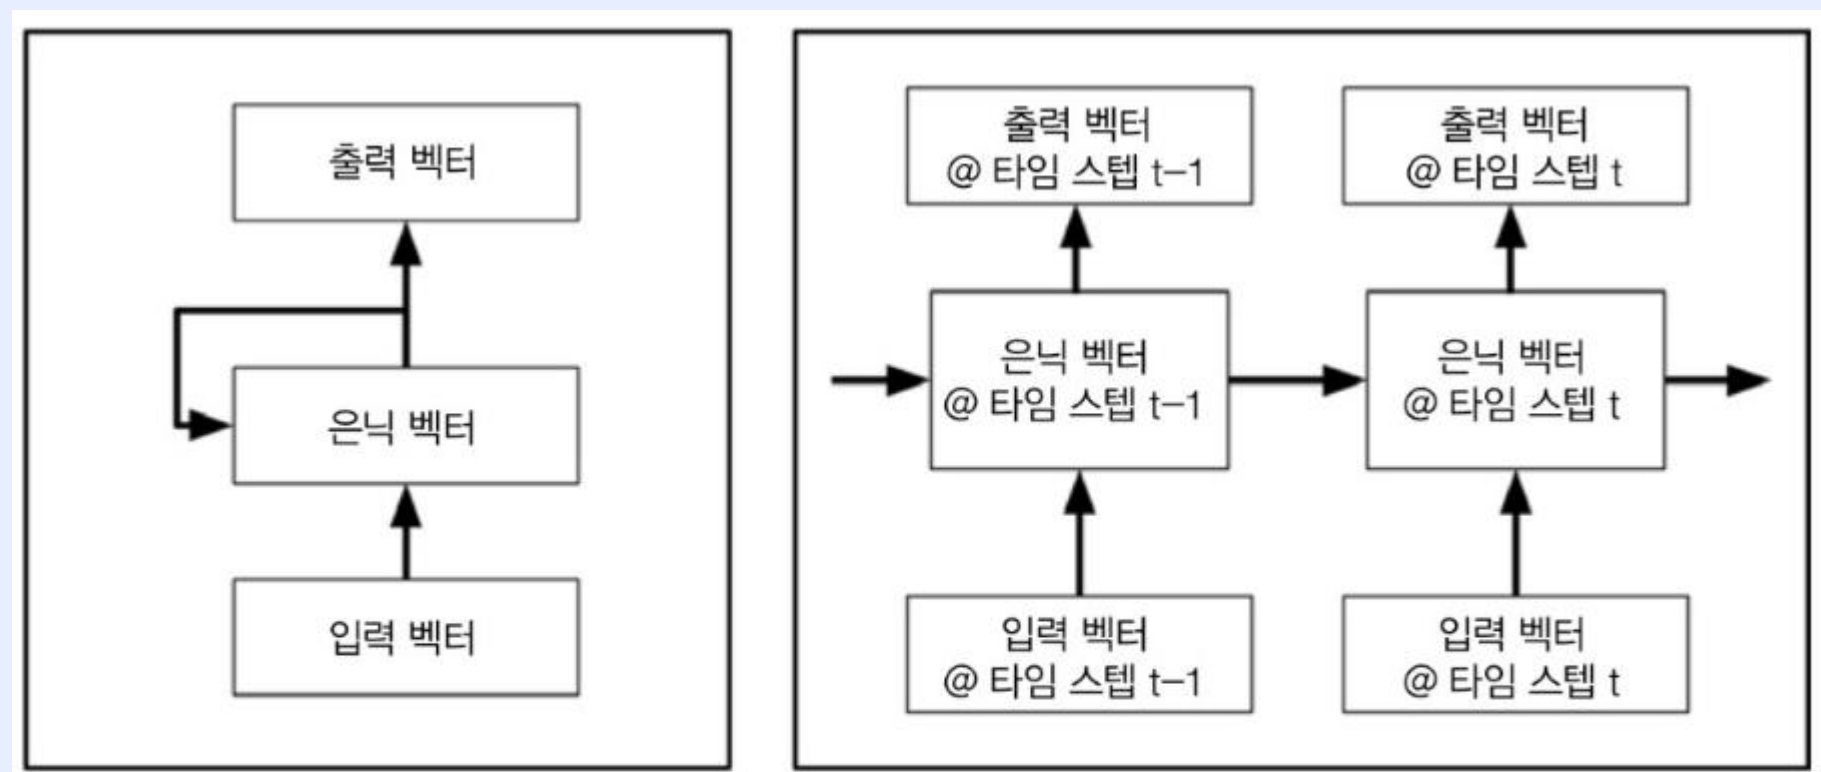 출력 벡터
은닉 벡터
입력 벡터
출력 벡터
@ 타임 스텝 t–1
출력 벡터
@ 타임 스텝 t
은닉 벡터
@ 타임 스텝 t–1
은닉 벡터
@ 타임 스텝 t
입력 벡터
@ 타임 스텝 t–1
입력 벡터
@ 타임 스텝 t